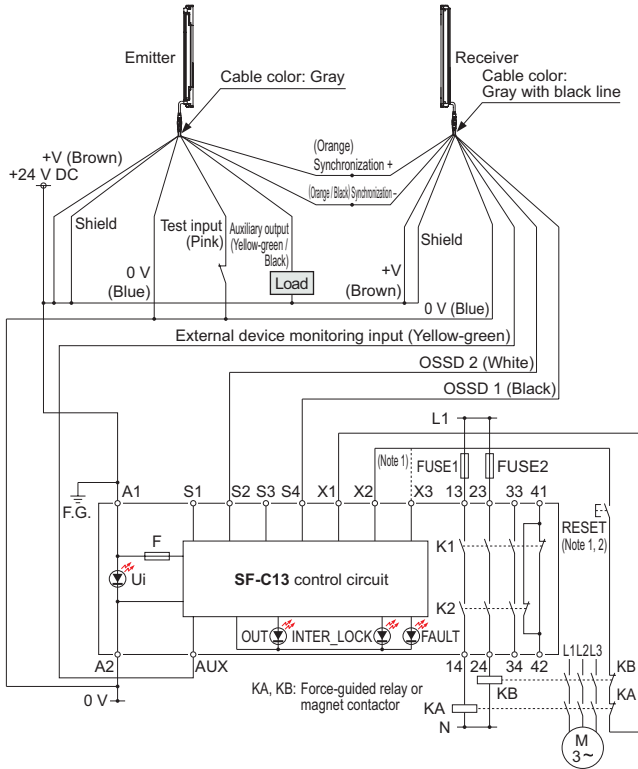 Emitter
Receiver
Cable color: Gray
Cable color:
Gray with black line
(Orange)
Synchronization +
(Orange / Black) Synchronization –
+V (Brown)
+24 V DC
Shield
Test input
(Pink)
Auxiliary output
(Yellow-green /
Black)
Load
0 V
(Blue)
+V
(Brown)
Shield
0 V (Blue)
External device monitoring input (Yellow-green)
OSSD 2 (White)
OSSD 1 (Black)
L1
(Note 1)
FUSE1
FUSE2
F.G.
A1 S1 S2 S3 S4 X1 X2 X3 13 23 33 41
RESET
(Note 1, 2)
F
Ui
SF-C13 control circuit
K1
K2
OUT INTER_LOCK FAULT
A2 AUX 14 24 34 42
0 V
KA, KB: Force-guided relay or
magnet contactor
KA
KB
N
L1 L2 L3
KB
KA
M
3~